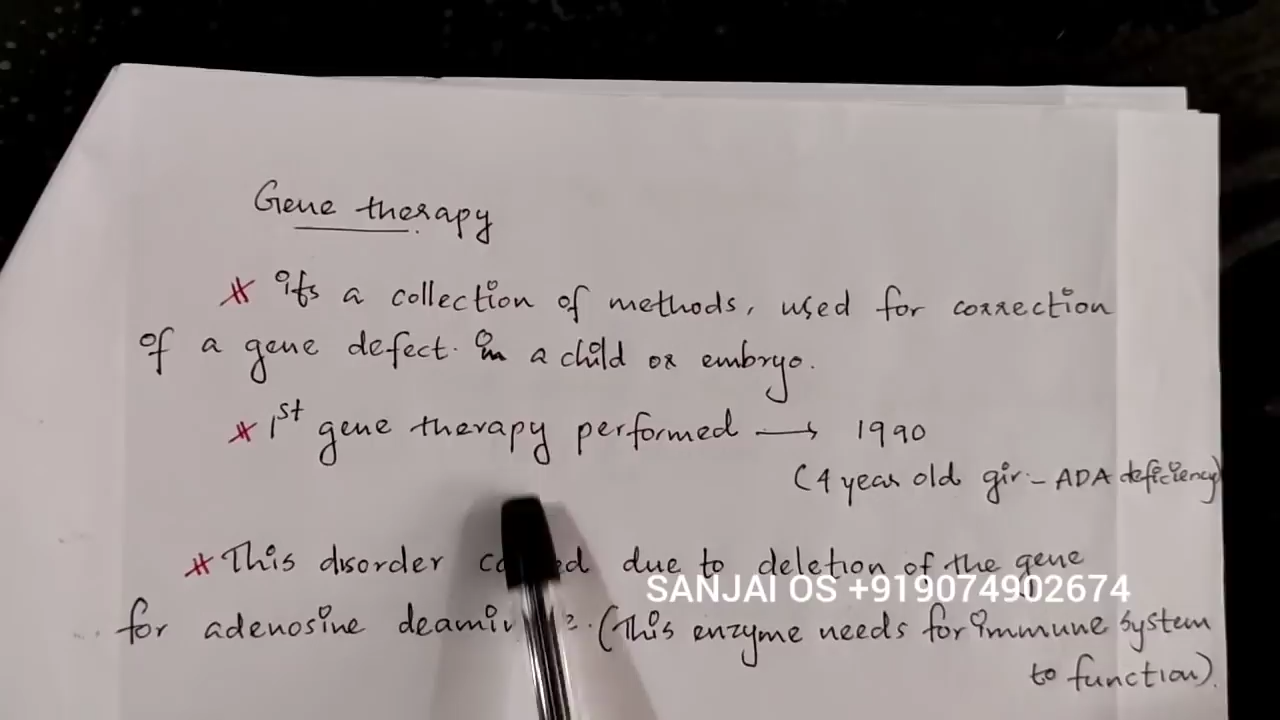 Gene therapy
* its a collection of methods, used for correction
of a gene defect. in a child or embryo.
* 1st gene therapy performed → 1990
(4 year old gir - ADA deficiency)
* This disorder due to deletion of the gene
SANJAI OS +919074902674
for adenosine (This enzyme needs for immune system
to function).